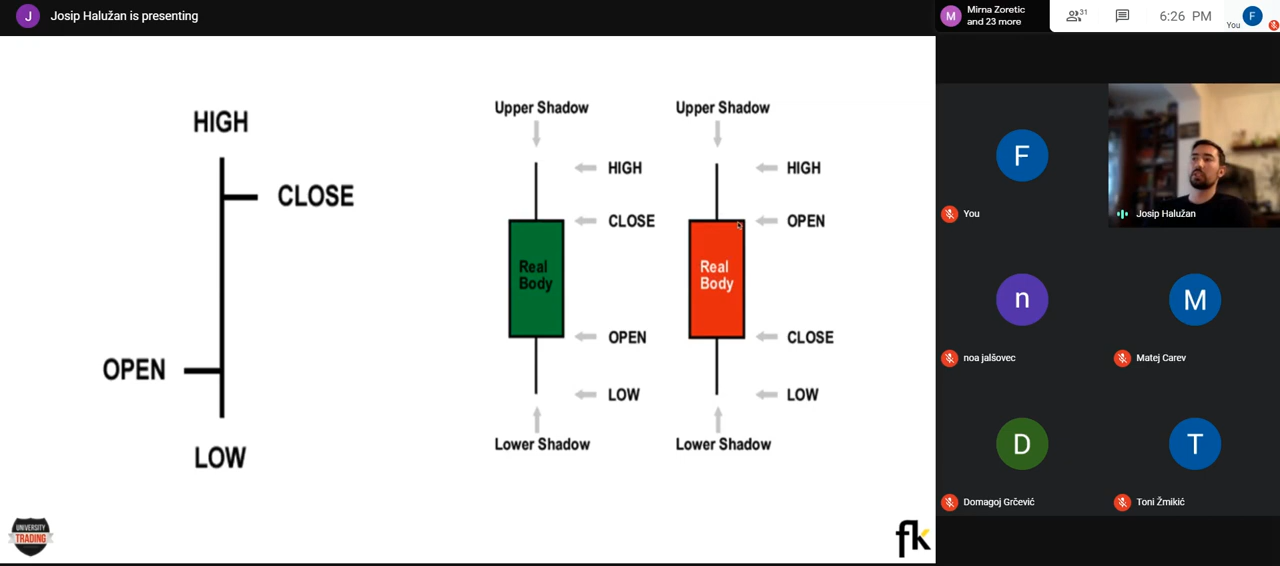 J
Josip Halužan is presenting
M
Mirna Zoretic
and 23 more
31
6:26 PM
You
F
HIGH
CLOSE
OPEN
LOW
Upper Shadow
HIGH
CLOSE
Real
Body
OPEN
LOW
Lower Shadow
Upper Shadow
HIGH
OPEN
Real
Body
CLOSE
LOW
Lower Shadow
UNIVERSITY
TRADING
fk
F
You
Josip Halužan
n
noa jalšovec
M
Matej Carev
D
Domagoj Grčević
T
Toni Žmikić